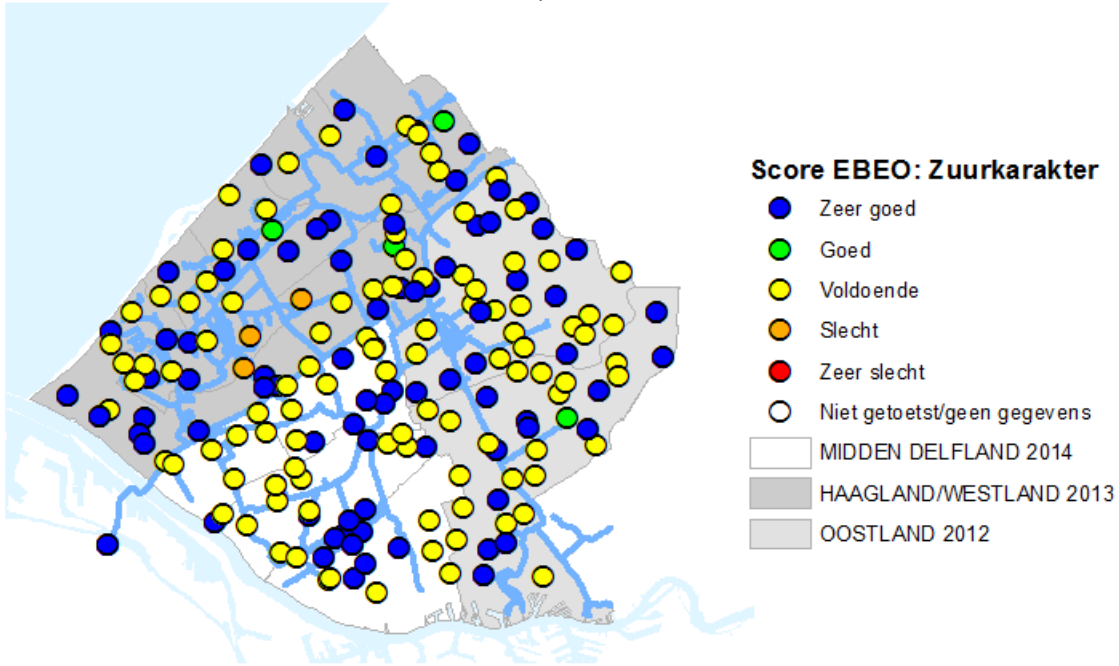 Score EBEO: Zuurkarakter
Zeer goed
Goed
Voldoende
Slecht
Zeer slecht
Niet getoetst/geen gegevens
MIDDEN DELFLAND 2014
HAAGLAND/WESTLAND 2013
OOSTLAND 2012